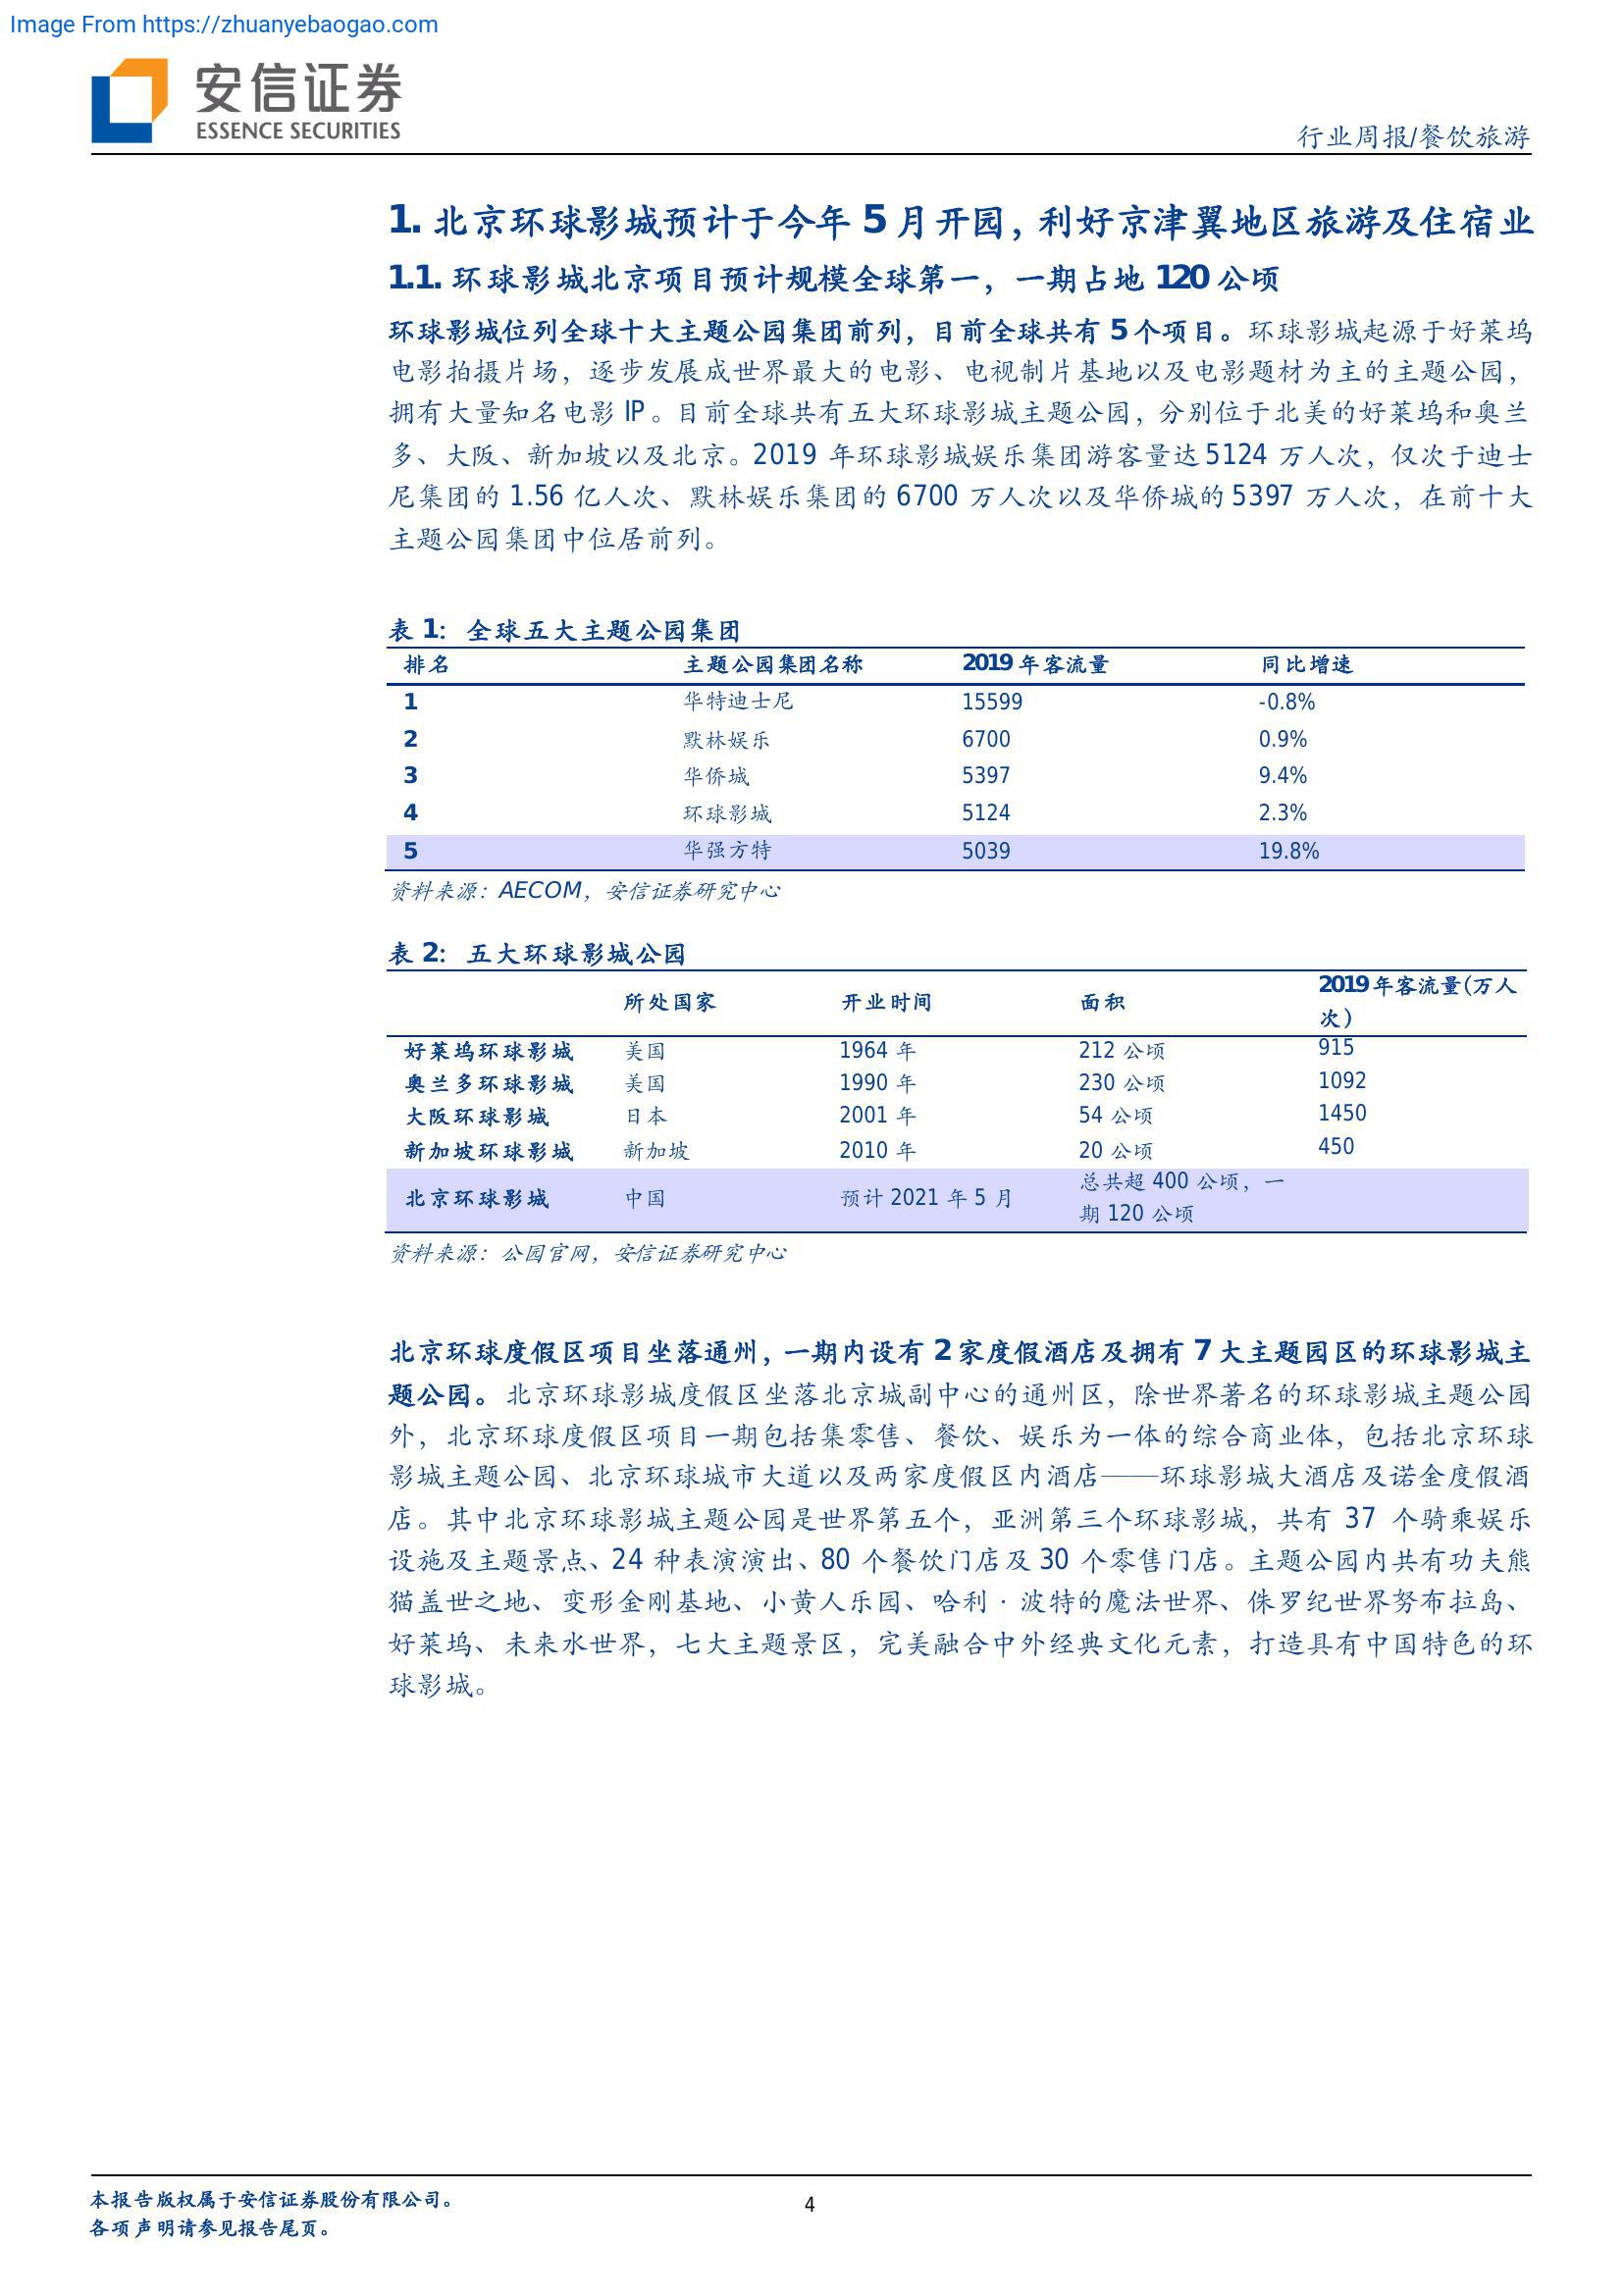 Image From https://zhuanyebaogao.com
安信证券
ESSENCE SECURITIES
行业周报/餐饮旅游
1. 北京环球影城预计于今年 5 月开园，利好京津翼地区旅游及住宿业
1.1. 环球影城北京项目预计规模全球第一，一期占地 120 公顷
环球影城位列全球十大主题公园集团前列，目前全球共有 5 个项目。环球影城起源于好莱坞
电影拍摄片场，逐步发展成世界最大的电影、电视制片基地以及电影题材为主的主题公园，
拥有大量知名电影 IP。目前全球共有五大环球影城主题公园，分别位于北美的好莱坞和奥兰
多、大阪、新加坡以及北京。2019 年环球影城娱乐集团游客量达 5124 万人次，仅次于迪士
尼集团的 1.56 亿人次、默林娱乐集团的 6700 万人次以及华侨城的 5397 万人次，在前十大
主题公园集团中位居前列。
表 1： 全球五大主题公园集团
排名 主题公园集团名称 2019 年客流量 同比增速
1 华特迪士尼 15599 -0.8%
2 默林娱乐 6700 0.9%
3 华侨城 5397 9.4%
4 环球影城 5124 2.3%
5 华强方特 5039 19.8%
资料来源：AECOM，安信证券研究中心
表 2： 五大环球影城公园
所处国家 开业时间 面积 2019 年客流量(万人
次）
好莱坞环球影城 美国 1964 年 212 公顷 915
奥兰多环球影城 美国 1990 年 230 公顷 1092
大阪环球影城 日本 2001 年 54 公顷 1450
新加坡环球影城 新加坡 2010 年 20 公顷 450
北京环球影城 中国 预计 2021 年 5 月 总共超 400 公顷，一
期 120 公顷
资料来源：公园官网，安信证券研究中心
北京环球度假区项目坐落通州，一期内设有 2 家度假酒店及拥有 7 大主题园区的环球影城主
题公园。北京环球影城度假区坐落北京城副中心的通州区，除世界著名的环球影城主题公园
外，北京环球度假区项目一期包括集零售、餐饮、娱乐为一体的综合商业体，包括北京环球
影城主题公园、北京环球城市大道以及两家度假区内酒店——环球影城大酒店及诺金度假酒
店。其中北京环球影城主题公园是世界第五个，亚洲第三个环球影城，共有 37 个骑乘娱乐
设施及主题景点、24 种表演演出、80 个餐饮门店及 30 个零售门店。主题公园内共有功夫熊
猫盖世之地、变形金刚基地、小黄人乐园、哈利·波特的魔法世界、侏罗纪世界努布拉岛、
好莱坞、未来水世界，七大主题景区，完美融合中外经典文化元素，打造具有中国特色的环
球影城。
本报告版权属于安信证券股份有限公司。
4
各项声明请参见报告尾页。